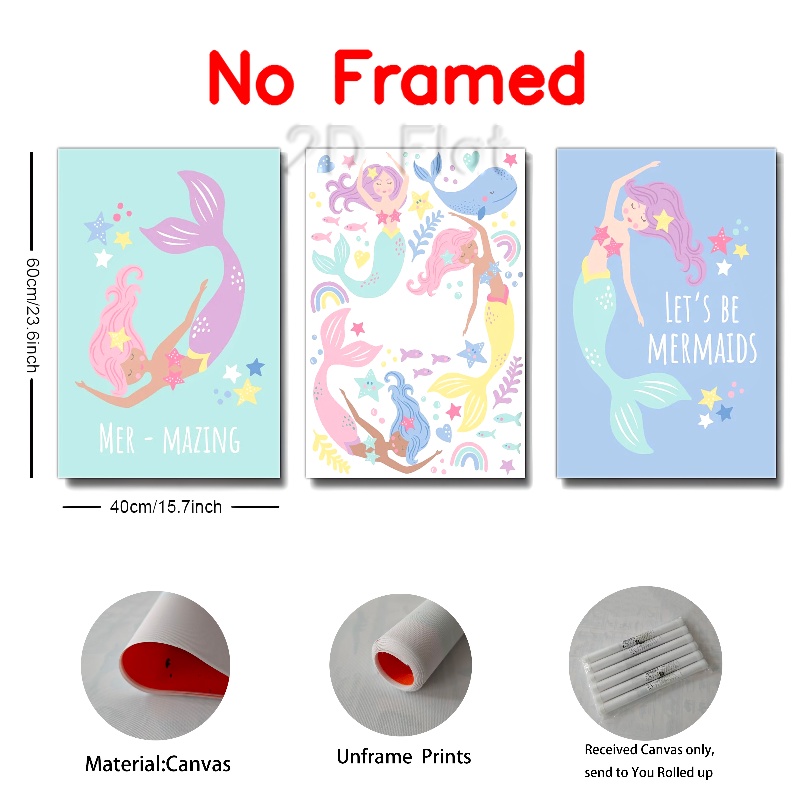 No Framed
2D Flat
60cm/23.6inch
MER - MAZING
LET'S BE
MERMAIDS
40cm/15.7inch
Material:Canvas
Unframe Prints
Received Canvas only,
send to You Rolled up